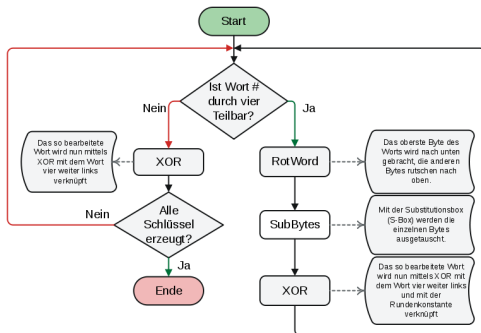 Start
Ist Wort #
durch vier
Teilbar?
Nein
Ja
Das so bearbeitete
Wort wird nun mittels
XOR mit dem Wort
vier weiter links
verknüpft
XOR
RotWord
Das oberste Byte des
Worts wird nach unten
gebracht, die anderen
Bytes rutschen nach
oben.
Nein
Alle
Schlüssel
erzeugt?
SubBytes
Mit der Substitutionsbox
(S-Box) werden die
einzelnen Bytes
ausgetauscht.
Ja
Ende
XOR
Das so bearbeitete Wort
wird nun mittels XOR mit
dem Wort vier weiter links
und mit der
Rundenkonstante
verknüpft